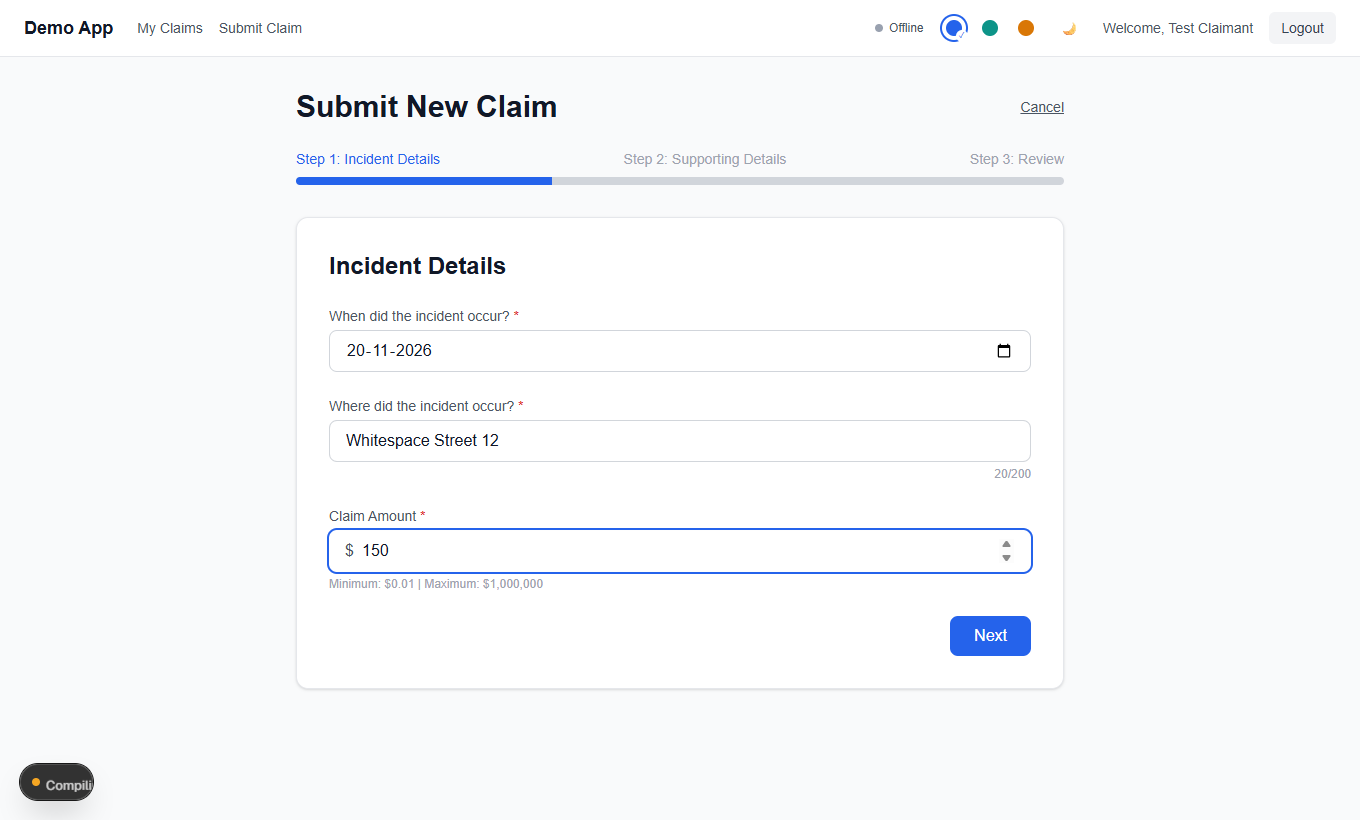 Demo App My Claims Submit Claim Offline Welcome, Test Claimant Logout
Submit New Claim Cancel
Step 1: Incident Details Step 2: Supporting Details Step 3: Review
Incident Details
When did the incident occur? *
20-11-2026
Where did the incident occur? *
Whitespace Street 12
20/200
Claim Amount *
$ 150
Minimum: $0.01 | Maximum: $1,000,000
Next
Compili